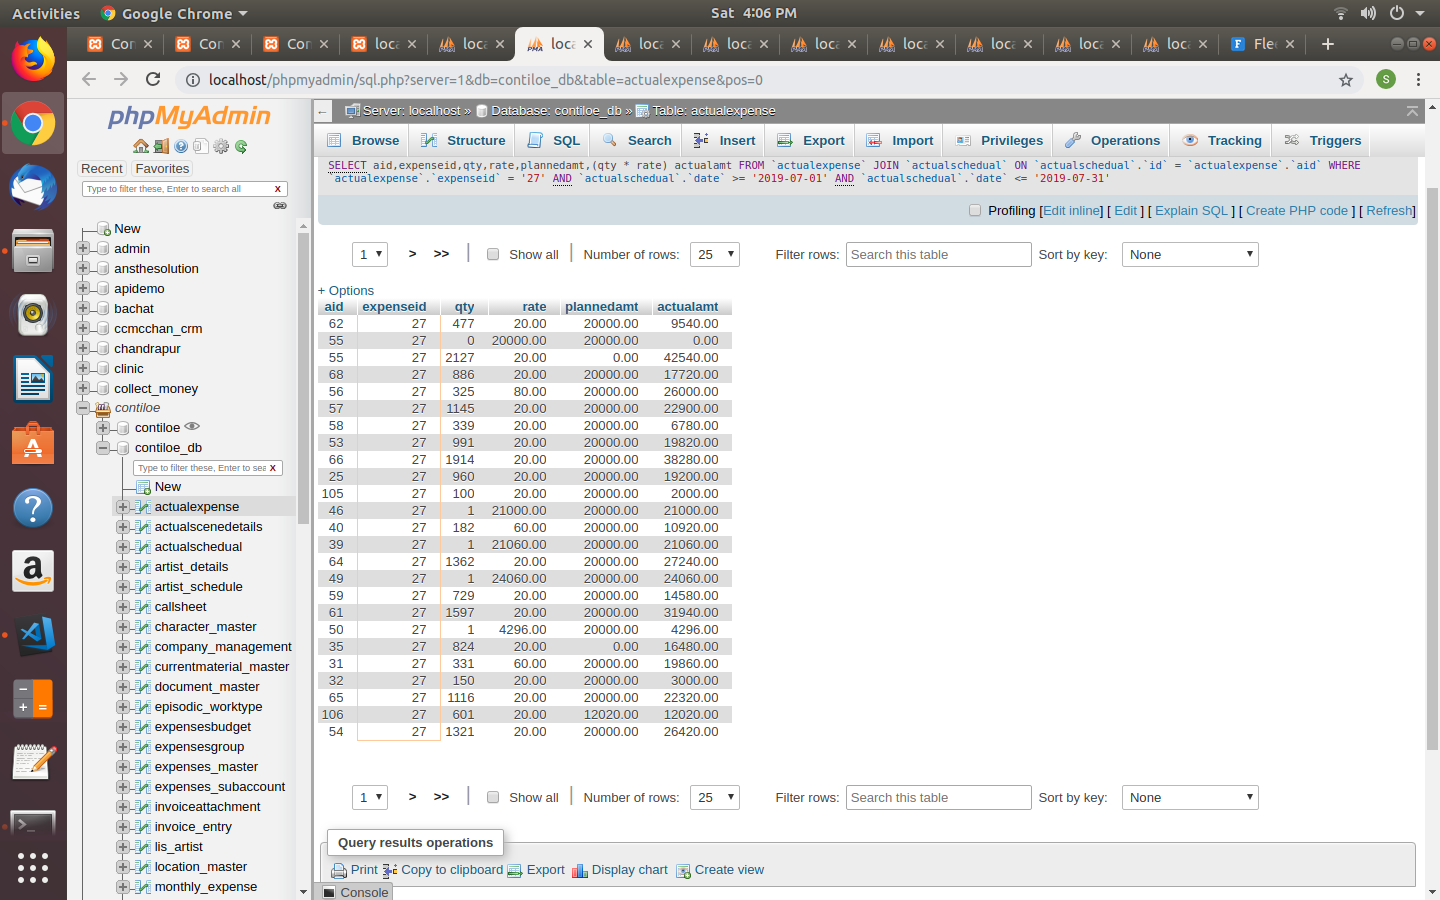 Activities Google Chrome Sat 4:06 PM
Con Con Con loca loca loca loca loca loca loca loca loca loca Flee
localhost/phpmyadmin/sql.php?server=1&db=contiloe_db&table=actualexpense&pos=0 S
phpMyAdmin
Recent Favorites
Type to filter these, Enter to search all X
New
admin
ansthesolution
apidemo
bachat
ccmcchan_crm
chandrapur
clinic
collect_money
contiloe
contiloe
contiloe_db
Type to filter these, Enter to sea X
New
actualexpense
actualscenedetails
actualschedual
artist_details
artist_schedule
callsheet
character_master
company_management
currentmaterial_master
document_master
episodic_worktype
expensesbudget
expensesgroup
expenses_master
expenses_subaccount
invoiceattachment
invoice_entry
lis_artist
location_master
monthly_expense
Server: localhost » Database: contiloe_db » Table: actualexpense
Browse Structure SQL Search Insert Export Import Privileges Operations Tracking Triggers
SELECT aid,expenseid,qty,rate,plannedamt,(qty * rate) actualamt FROM `actualexpense` JOIN `actualschedual` ON `actualschedual`.`id` = `actualexpense`.`aid` WHERE
`actualexpense`.`expenseid` = '27' AND `actualschedual`.`date` >= '2019-07-01' AND `actualschedual`.`date` <= '2019-07-31'
Profiling [Edit inline] [ Edit ] [ Explain SQL ] [ Create PHP code ] [ Refresh]
1 > >> Show all Number of rows: 25 Filter rows: Search this table Sort by key: None
+ Options
aid expenseid qty rate plannedamt actualamt
62 27 477 20.00 20000.00 9540.00
55 27 0 20000.00 20000.00 0.00
55 27 2127 20.00 0.00 42540.00
68 27 886 20.00 20000.00 17720.00
56 27 325 80.00 20000.00 26000.00
57 27 1145 20.00 20000.00 22900.00
58 27 339 20.00 20000.00 6780.00
53 27 991 20.00 20000.00 19820.00
66 27 1914 20.00 20000.00 38280.00
25 27 960 20.00 20000.00 19200.00
105 27 100 20.00 20000.00 2000.00
46 27 1 21000.00 20000.00 21000.00
40 27 182 60.00 20000.00 10920.00
39 27 1 21060.00 20000.00 21060.00
64 27 1362 20.00 20000.00 27240.00
49 27 1 24060.00 20000.00 24060.00
59 27 729 20.00 20000.00 14580.00
61 27 1597 20.00 20000.00 31940.00
50 27 1 4296.00 20000.00 4296.00
35 27 824 20.00 0.00 16480.00
31 27 331 60.00 20000.00 19860.00
32 27 150 20.00 20000.00 3000.00
65 27 1116 20.00 20000.00 22320.00
106 27 601 20.00 12020.00 12020.00
54 27 1321 20.00 20000.00 26420.00
1 > >> Show all Number of rows: 25 Filter rows: Search this table Sort by key: None
Query results operations
Print Copy to clipboard Export Display chart Create view
Console